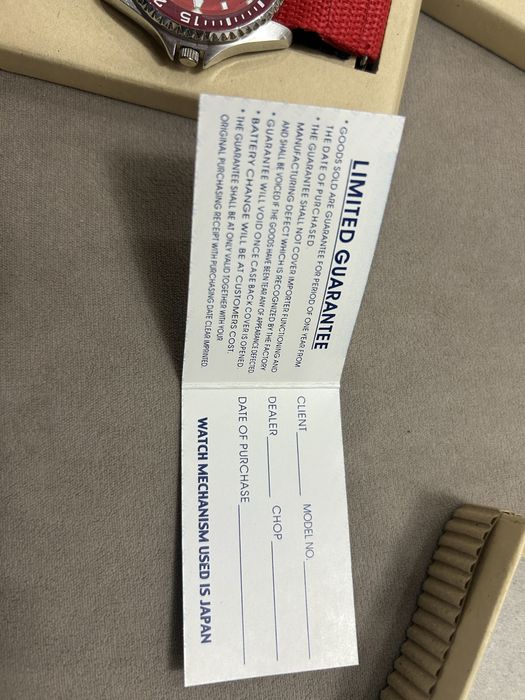 LIMITED GUARANTEE
• GOODS SOLD ARE GUARANTEE FOR PERIOD OF ONE YEAR FROM
THE DATE OF PURCHASED
• THE GUARANTEE SHALL NOT COVER IMPORTER FUNCTIONING AND
MANUFACTURING DEFECT WHICH IS RECOGNIZED BY THE FACTORY
AND SHALL BE VOICED IF THE GOODS HAVE BEEN TEAR ANY OF APPEARANCE DEFECTED
• GUARANTEE WILL VOID ONCE CASE BACK COVER IS OPENED
• BATTERY CHANGE WILL BE AT CUSTOMERS COST.
• THE GUARANTEE SHALL BE AT ONLY VALID TOGETHER WITH YOUR
ORIGINAL PURCHASING RECEIPT WITH PURCHASING DATE CLEAR IMPRINTED
CLIENT MODEL NO.
DEALER CHOP
DATE OF PURCHASE
WATCH MECHANISM USED IS JAPAN
15